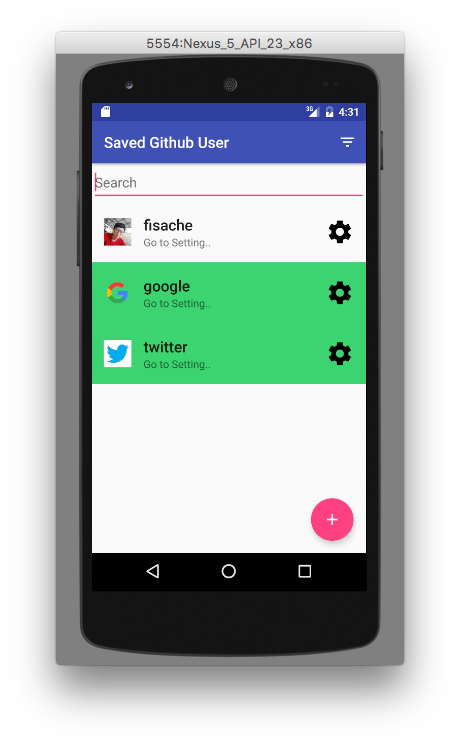 5554:Nexus_5_API_23_x86
3G 4:31
Saved Github User
Search
fisache
Go to Setting..
google
Go to Setting..
twitter
Go to Setting..